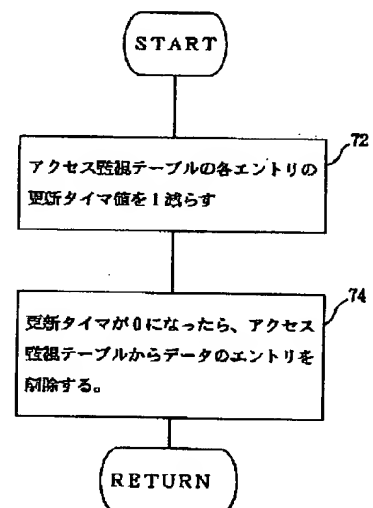 START
72
アクセス監視テーブルの各エントリの
更新タイマ値を1減らす
74
更新タイマが0になったら、アクセス
監視テーブルからデータのエントリを
削除する。
RETURN